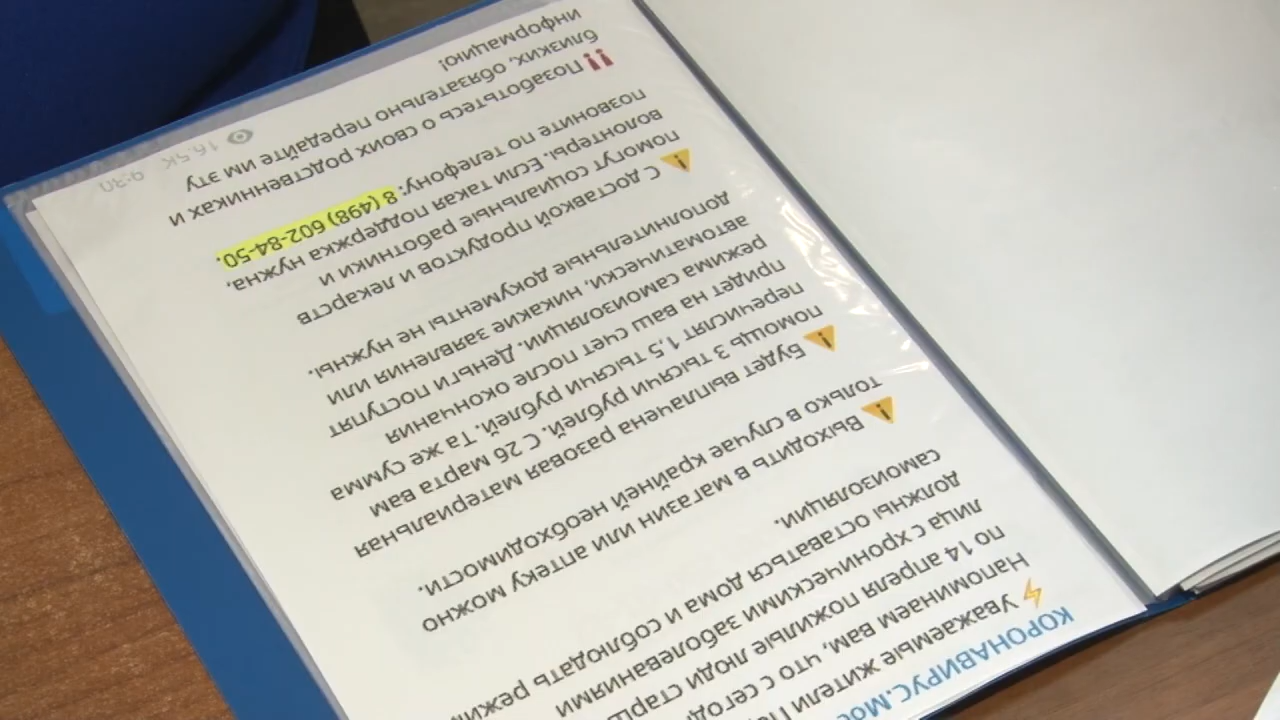 КОРОНАВИРУС.Мос
⚡ Уважаемые жители
Напоминаем вам, что с сегод
по 14 апреля пожилые люди старш
лица с хроническими заболеваниями
должны оставаться дома и соблюдать режим
самоизоляции.
⚠ Выходить в магазин или аптеку можно
только в случае крайней необходимости.
⚠ Будет выплачена разовая материальная
помощь 3 тысячи рублей. С 26 марта вам
перечислят 1,5 тысячи рублей. Та же сумма
придет на ваш счет после окончания
режима самоизоляции. Деньги поступят
автоматически, никакие заявления или
дополнительные документы не нужны.
⚠ С доставкой продуктов и лекарств
помогут социальные работники и
волонтеры. Если такая поддержка нужна,
позвоните по телефону: 8 (498) 602-84-50.
‼ Позаботьтесь о своих родственниках и
близких, обязательно передайте им эту
информацию!
16.5K 9:30